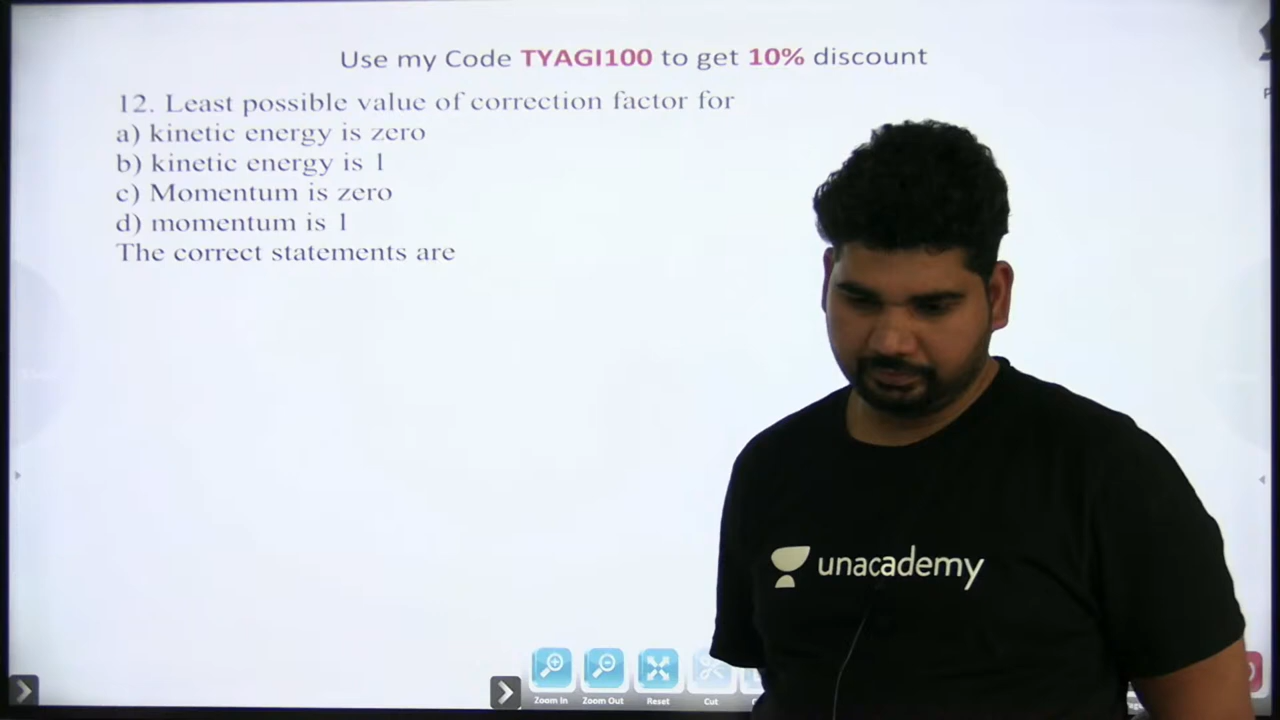 Use my Code TYAGI100 to get 10% discount
12. Least possible value of correction factor for
a) kinetic energy is zero
b) kinetic energy is 1
c) Momentum is zero
d) momentum is 1
The correct statements are
unacademy
Zoom In
Zoom Out
Reset
Cut